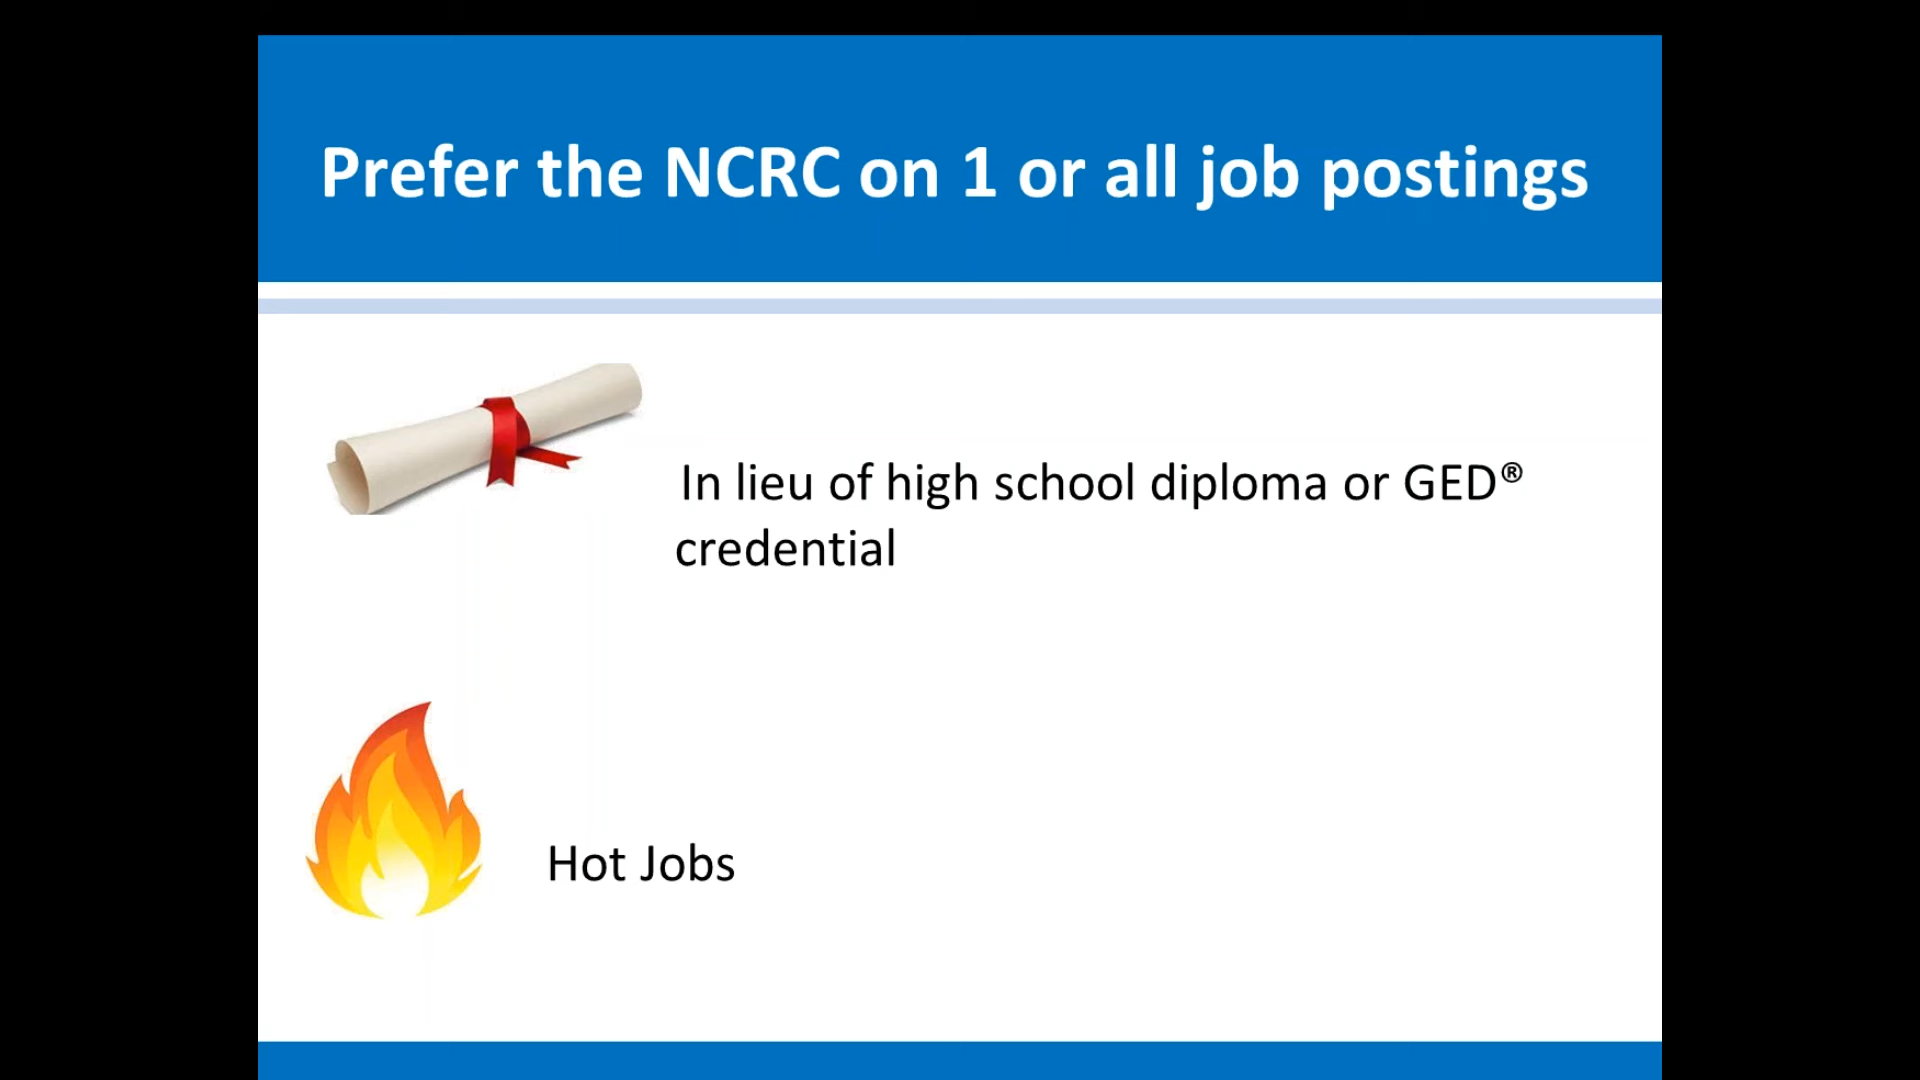 Prefer the NCRC on 1 or all job postings
In lieu of high school diploma or GED®
credential
Hot Jobs